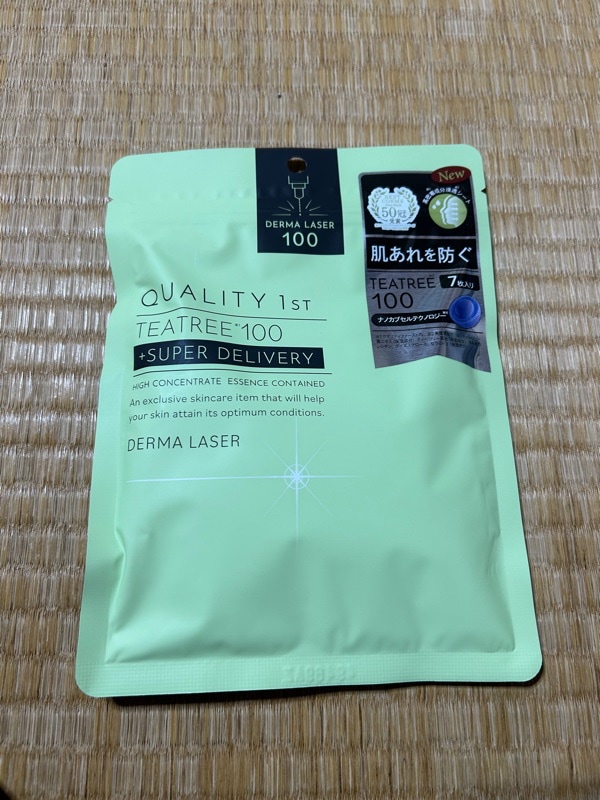 DERMA LASER
100
New
50冠
受賞
肌あれを防ぐ
TEATREE
7枚入り
100
ナノカプセルテクノロジー
QUALITY 1ST
TEATREE 100
+SUPER DELIVERY
HIGH CONCENTRATE ESSENCE CONTAINED
An exclusive skincare item that will help
your skin attain its optimum conditions.
DERMA LASER